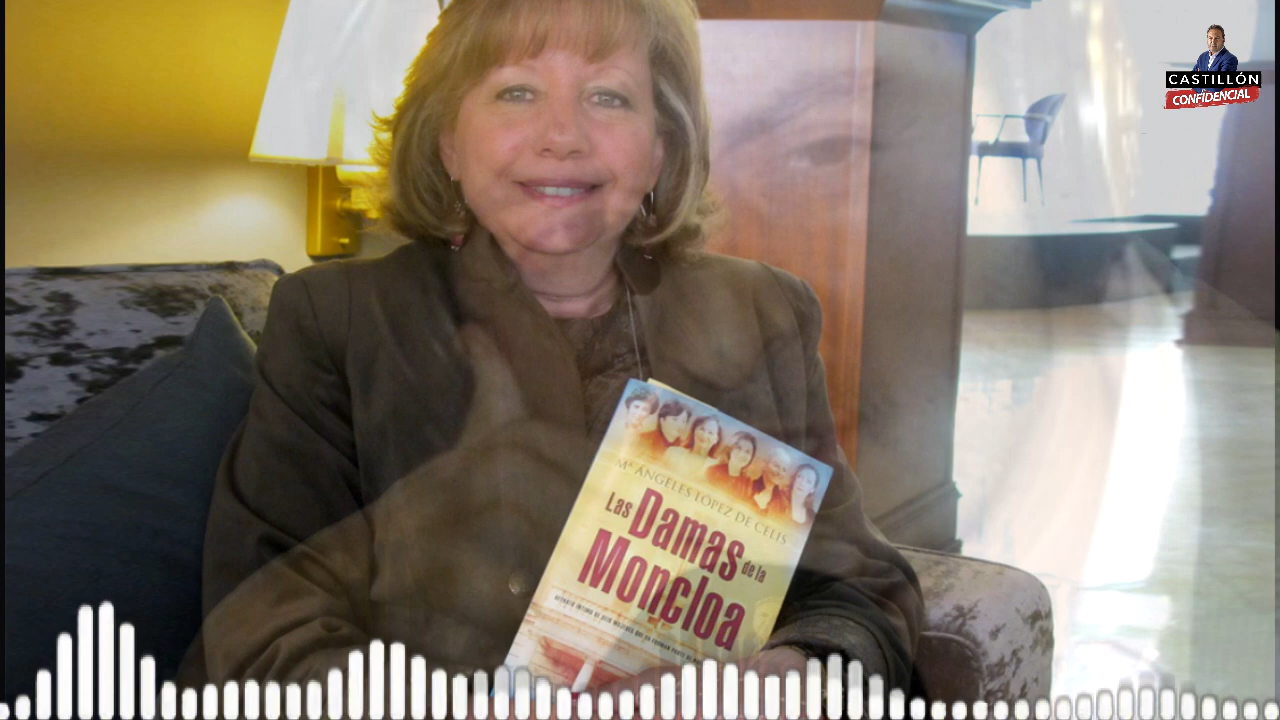 CASTILLÓN
CONFIDENCIAL
Mª ÁNGELES LÓPEZ DE CELIS
Las Damas de la
Moncloa